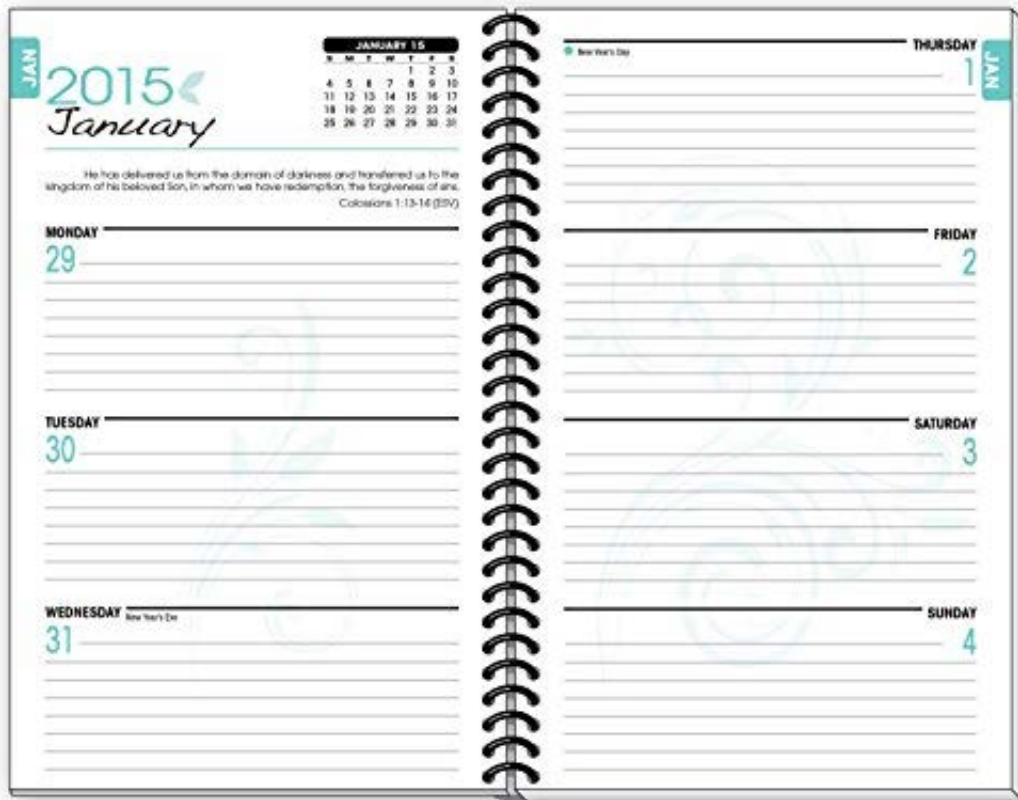 JAN
2015
January
JANUARY 15
S M T W T F S
1 2 3
4 5 6 7 8 9 10
11 12 13 14 15 16 17
18 19 20 21 22 23 24
25 26 27 28 29 30 31
He has delivered us from the domain of darkness and transferred us to the
kingdom of his beloved Son, in whom we have redemption, the forgiveness of sins.
Colossians 1:13-14 (ESV)
MONDAY
29
TUESDAY
30
WEDNESDAY New Year's Eve
31
New Year's Day THURSDAY
1
JAN
FRIDAY
2
SATURDAY
3
SUNDAY
4